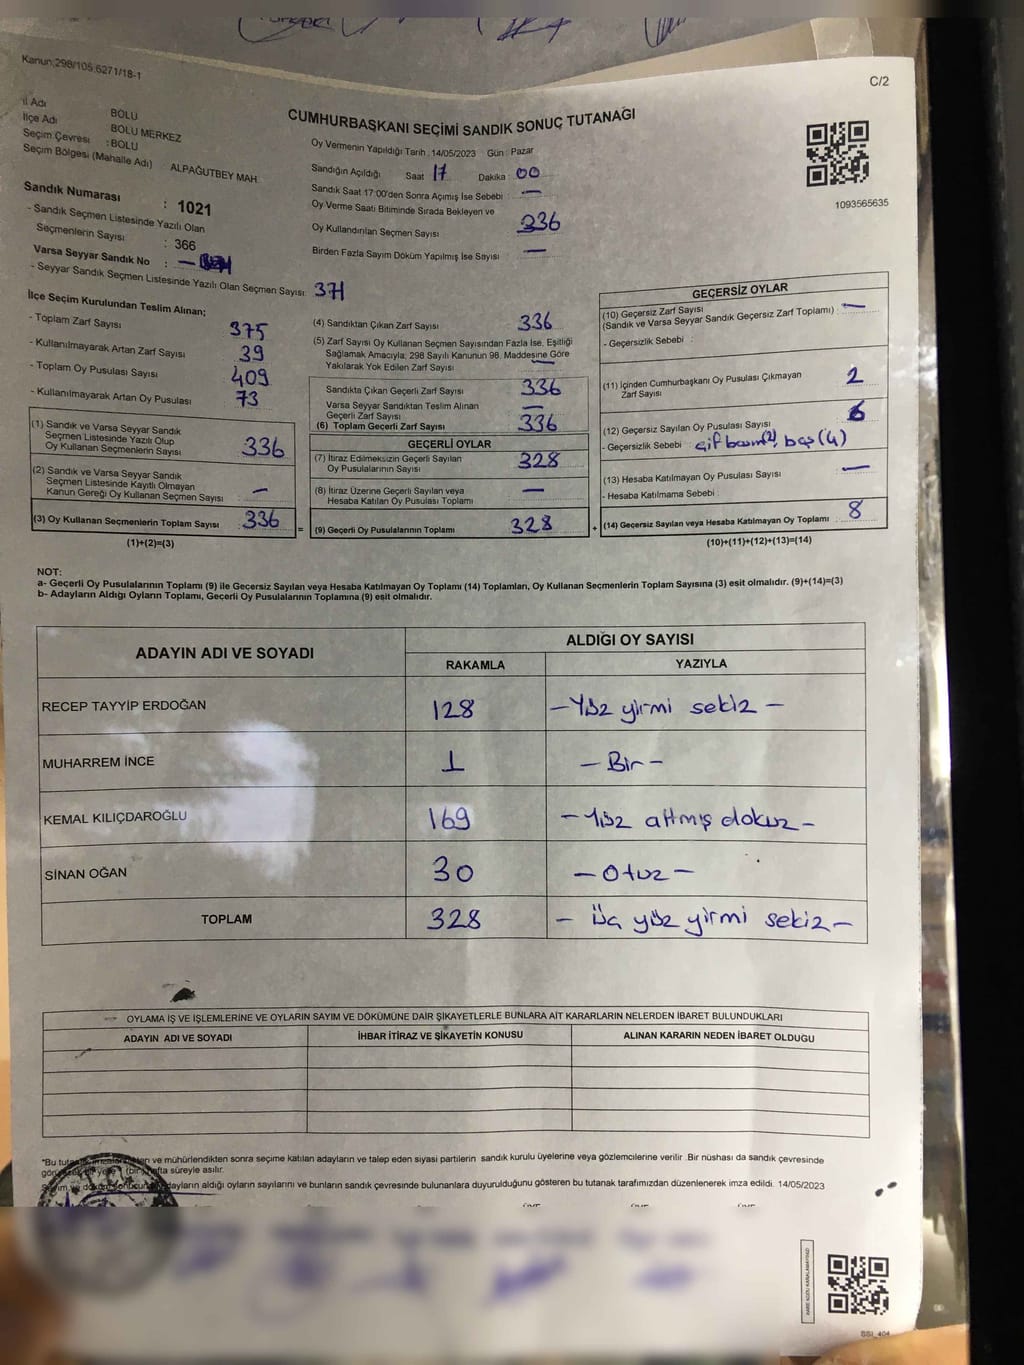 Kanun:298/105,6271/18-1
C/2
İl Adı BOLU
İlçe Adı BOLU MERKEZ
Seçim Çevresi : BOLU
Seçim Bölgesi (Mahalle Adı) ALPAĞUTBEY MAH.
CUMHURBAŞKANI SEÇİMİ SANDIK SONUÇ TUTANAĞI
Oy Vermenin Yapıldığı Tarih : 14/05/2023 Gün : Pazar
Sandığın Açıldığı Saat 17 Dakika : 00
Sandık Saat 17:00'den Sonra Açımış İse Sebebi : —
Oy Verme Saati Bitiminde Sırada Bekleyen ve
Oy Kullandırılan Seçmen Sayısı 336
Birden Fazla Sayım Döküm Yapılmış İse Sayısı : —
1093565635
Sandık Numarası : 1021
- Sandık Seçmen Listesinde Yazılı Olan
Seçmenlerin Sayısı : 366
Varsa Seyyar Sandık No : —
- Seyyar Sandık Seçmen Listesinde Yazılı Olan Seçmen Sayısı: 371
İlçe Seçim Kurulundan Teslim Alınan;
- Toplam Zarf Sayısı 375
- Kullanılmayarak Artan Zarf Sayısı 39
- Toplam Oy Pusulası Sayısı 409
- Kullanılmayarak Artan Oy Pusulası 73
(1) Sandık ve Varsa Seyyar Sandık
Seçmen Listesinde Yazılı Olup
Oy Kullanan Seçmenlerin Sayısı 336
(2) Sandık ve Varsa Seyyar Sandık
Seçmen Listesinde Kayıtlı Olmayan
Kanun Gereği Oy Kullanan Seçmen Sayısı —
(3) Oy Kullanan Seçmenlerin Toplam Sayısı 336
(1)+(2)=(3)
(4) Sandıktan Çıkan Zarf Sayısı 336
(5) Zarf Sayısı Oy Kullanan Seçmen Sayısından Fazla İse, Eşitliği
Sağlamak Amacıyla; 298 Sayılı Kanunun 98. Maddesine Göre
Yakılarak Yok Edilen Zarf Sayısı —
Sandıkta Çıkan Geçerli Zarf Sayısı 336
Varsa Seyyar Sandıktan Teslim Alınan
Geçerli Zarf Sayısı —
(6) Toplam Geçerli Zarf Sayısı 336
GEÇERLİ OYLAR
(7) İtiraz Edilmeksizin Geçerli Sayılan
Oy Pusulalarının Sayısı 328
(8) İtiraz Üzerine Geçerli Sayılan veya
Hesaba Katılan Oy Pusulası Toplamı —
= (9) Geçerli Oy Pusulalarının Toplamı 328
GEÇERSİZ OYLAR
(10) Geçersiz Zarf Sayısı
(Sandık ve Varsa Seyyar Sandık Geçersiz Zarf Toplamı) : —
- Geçersizlik Sebebi :
(11) İçinden Cumhurbaşkanı Oy Pusulası Çıkmayan
Zarf Sayısı 2
(12) Geçersiz Sayılan Oy Pusulası Sayısı 6
- Geçersizlik Sebebi : çift basım(2), boş (4)
(13) Hesaba Katılmayan Oy Pusulası Sayısı —
- Hesaba Katılmama Sebebi :
+ (14) Geçersiz Sayılan veya Hesaba Katılmayan Oy Toplamı : 8
(10)+(11)+(12)+(13)=(14)
NOT:
a- Geçerli Oy Pusulalarının Toplamı (9) ile Geçersiz Sayılan veya Hesaba Katılmayan Oy Toplamı (14) Toplamları, Oy Kullanan Seçmenlerin Toplam Sayısına (3) eşit olmalıdır. (9)+(14)=(3)
b- Adayların Aldığı Oyların Toplamı, Geçerli Oy Pusulalarının Toplamına (9) eşit olmalıdır.
ADAYIN ADI VE SOYADI ALDIĞI OY SAYISI
RAKAMLA YAZIYLA
RECEP TAYYİP ERDOĞAN 128 — Yüz yirmi sekiz —
MUHARREM İNCE 1 — Bir —
KEMAL KILIÇDAROĞLU 169 — Yüz altmış dokuz —
SİNAN OĞAN 30 — Otuz —
TOPLAM 328 — Üç yüz yirmi sekiz —
OYLAMA İŞ VE İŞLEMLERİNE VE OYLARIN SAYIM VE DÖKÜMÜNE DAİR ŞİKAYETLERLE BUNLARA AİT KARARLARIN NELERDEN İBARET BULUNDUKLARI
ADAYIN ADI VE SOYADI İHBAR İTİRAZ VE ŞİKAYETİN KONUSU ALINAN KARARIN NEDEN İBARET OLDUĞU
*Bu ve mühürlendikten sonra seçime katılan adayların ve talep eden siyasi partilerin sandık kurulu üyelerine veya gözlemcilerine verilir .Bir nüshası da sandık çevresinde
(bir) hafta süreyle asılır.
adayların aldığı oyların sayılarını ve bunların sandık çevresinde bulunanlara duyurulduğunu gösteren bu tutanak tarafımızdan düzenlenerek imza edildi. 14/05/2023
KARE KODU KARALAMAYINIZ!
SSI_404